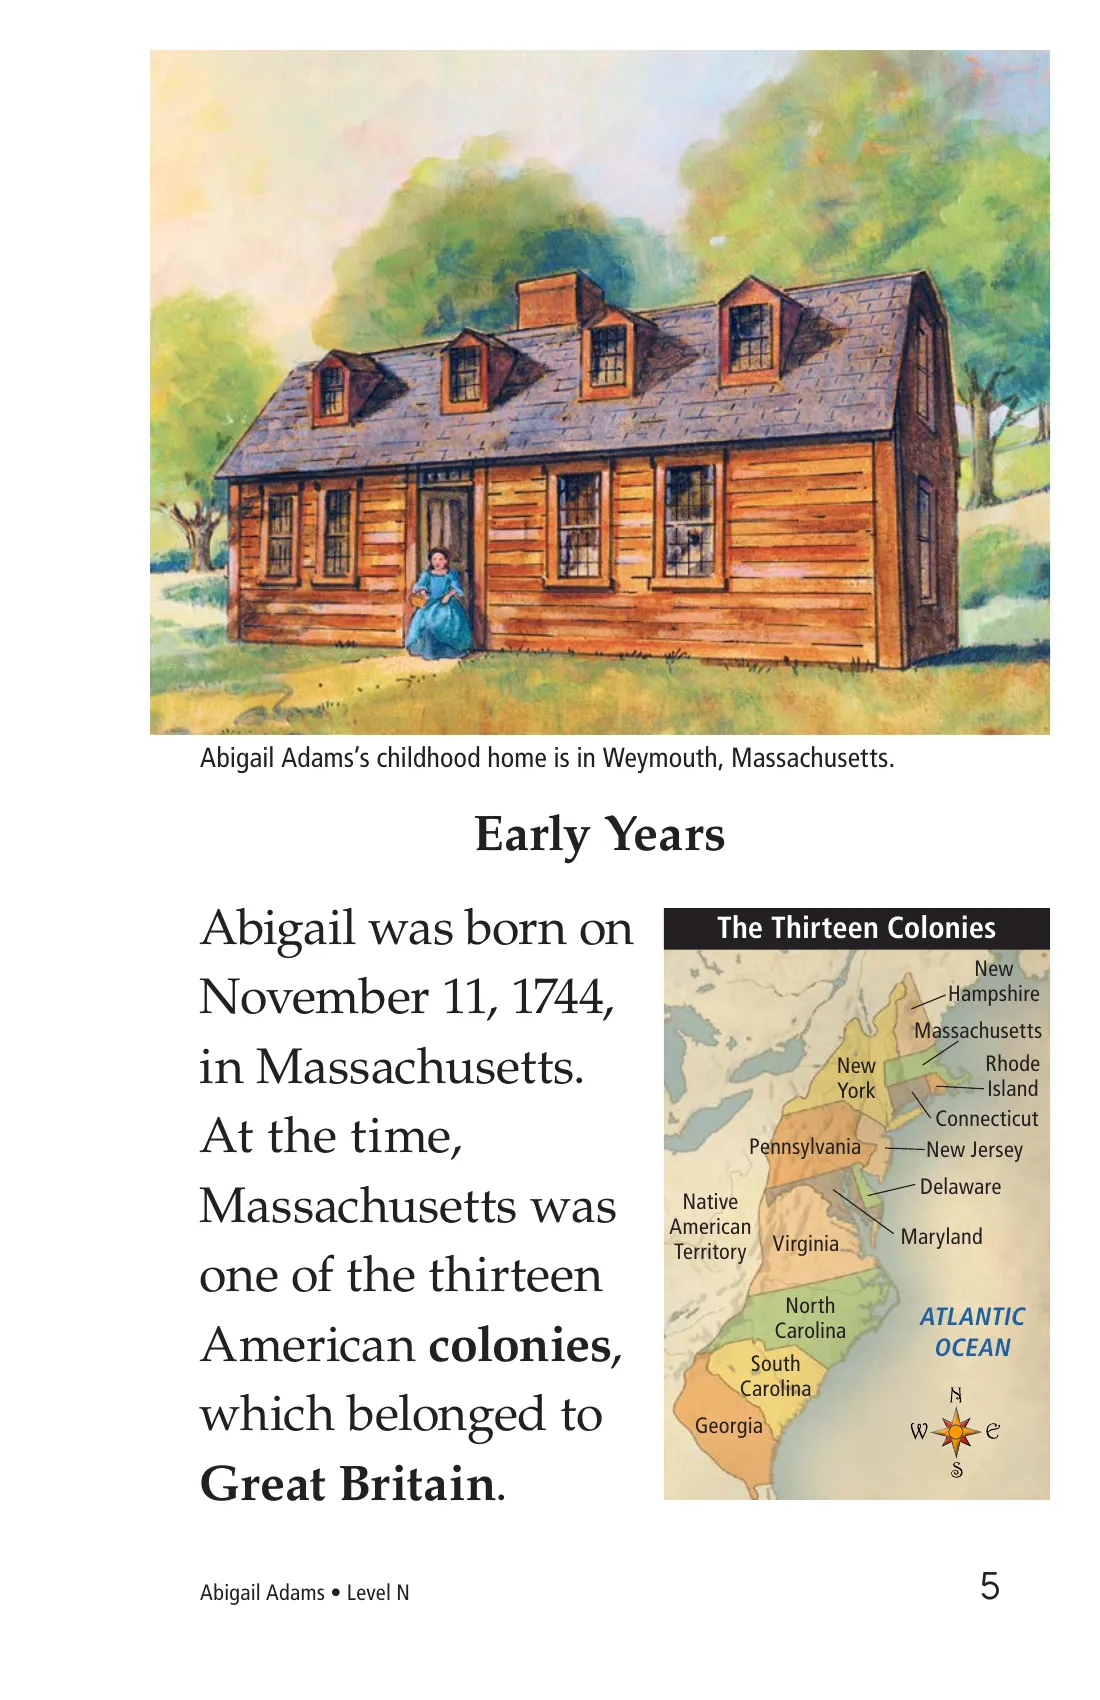 Abigail Adams’s childhood home is in Weymouth, Massachusetts.
Early Years
Abigail was born on
November 11, 1744,
in Massachusetts.
At the time,
Massachusetts was
one of the thirteen
American colonies,
which belonged to
Great Britain.
The Thirteen Colonies
New
Hampshire
Massachusetts
New
York
Rhode
Island
Connecticut
Pennsylvania
New Jersey
Delaware
Native
American
Territory
Virginia
Maryland
North
Carolina
ATLANTIC
OCEAN
South
Carolina
Georgia
N
W
E
S
Abigail Adams • Level N
5